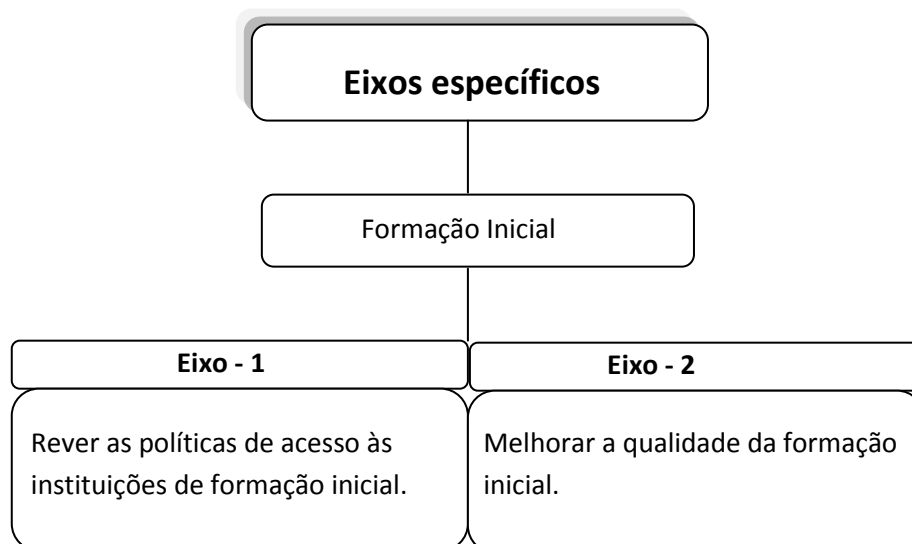 Eixos específicos
Formação Inicial
Eixo - 1
Eixo - 2
Rever as políticas de acesso às
instituições de formação inicial.
Melhorar a qualidade da formação
inicial.